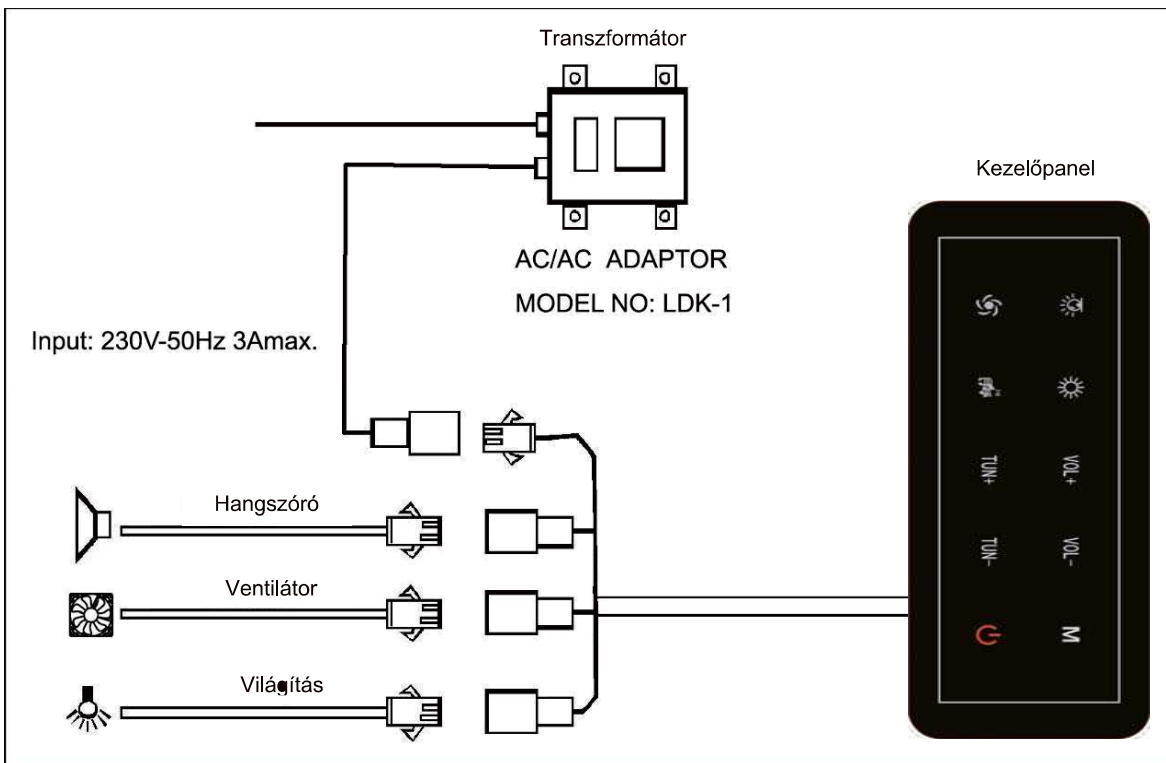 Transzformátor
Kezelőpanel
AC/AC ADAPTOR
MODEL NO: LDK-1
Input: 230V-50Hz 3Amax.
Hangszóró
Ventilátor
Világítás
TUN+
VOL+
TUN-
VOL-
M